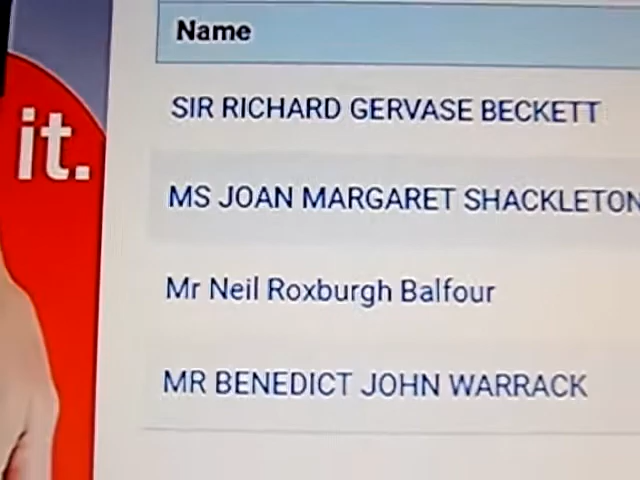 Name
it.
SIR RICHARD GERVASE BECKETT
MS JOAN MARGARET SHACKLETON
Mr Neil Roxburgh Balfour
MR BENEDICT JOHN WARRACK